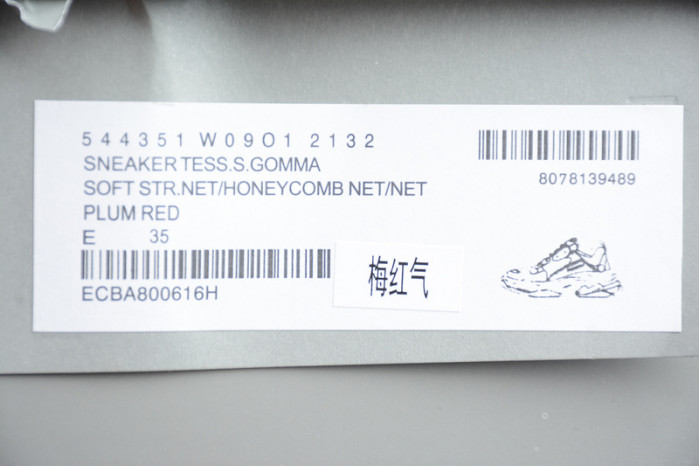 544351 W09O1 2132
SNEAKER TESS.S.GOMMA
SOFT STR.NET/HONEYCOMB NET/NET
PLUM RED
E 35
ECBA800616H
8078139489
梅红气